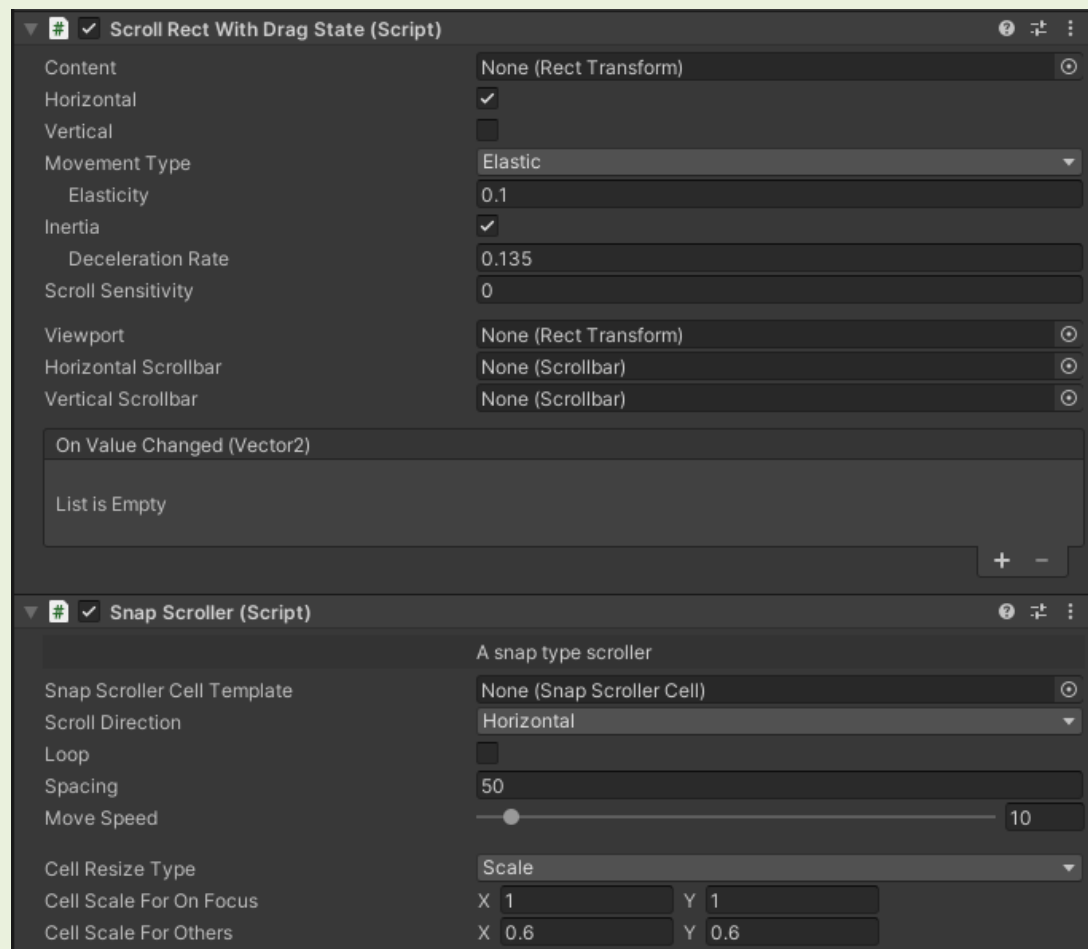 # Scroll Rect With Drag State (Script)
Content None (Rect Transform)
Horizontal
Vertical
Movement Type Elastic
Elasticity 0.1
Inertia
Deceleration Rate 0.135
Scroll Sensitivity 0
Viewport None (Rect Transform)
Horizontal Scrollbar None (Scrollbar)
Vertical Scrollbar None (Scrollbar)
On Value Changed (Vector2)
List is Empty
+ −
# Snap Scroller (Script)
A snap type scroller
Snap Scroller Cell Template None (Snap Scroller Cell)
Scroll Direction Horizontal
Loop
Spacing 50
Move Speed 10
Cell Resize Type Scale
Cell Scale For On Focus X 1 Y 1
Cell Scale For Others X 0.6 Y 0.6